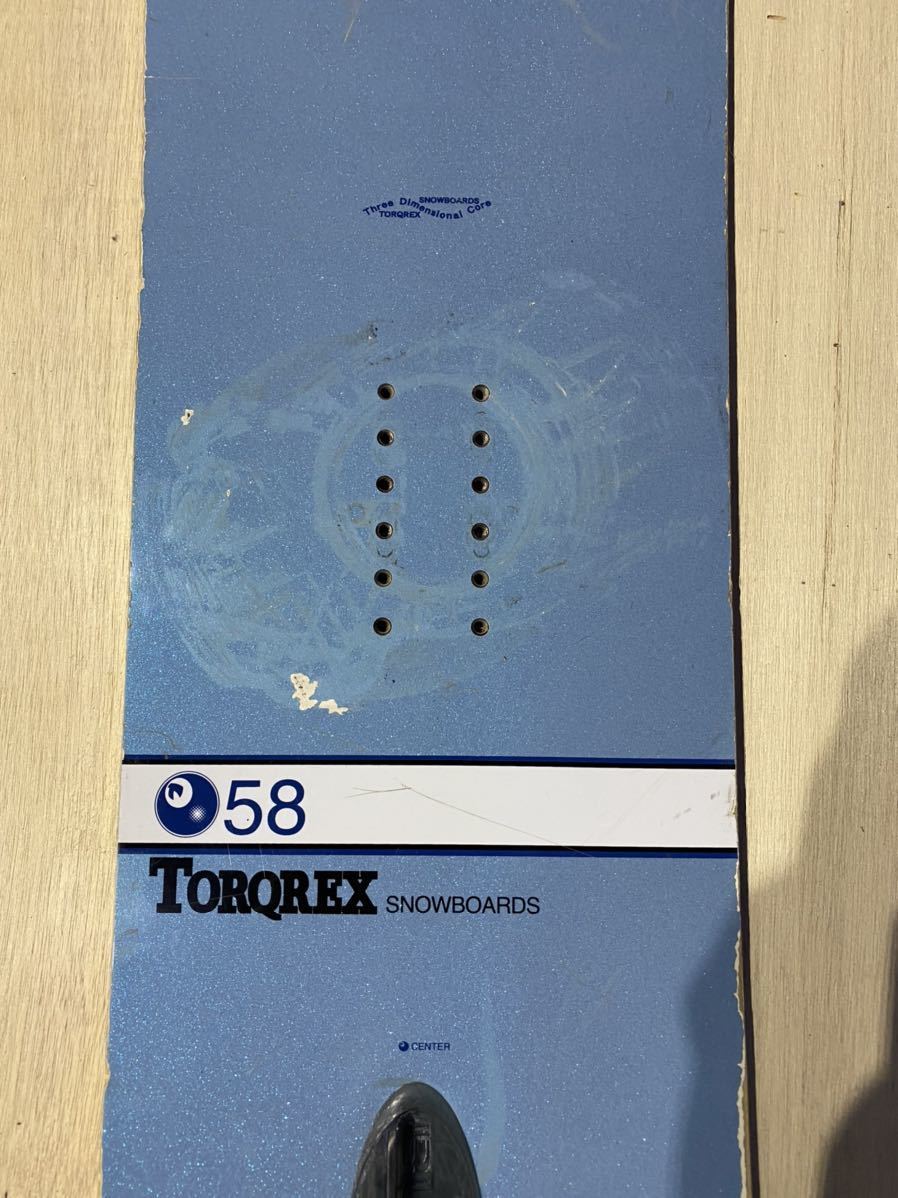 SNOWBOARDS
Three Dimensional Core
TORQREX
58
TORQREX SNOWBOARDS
CENTER